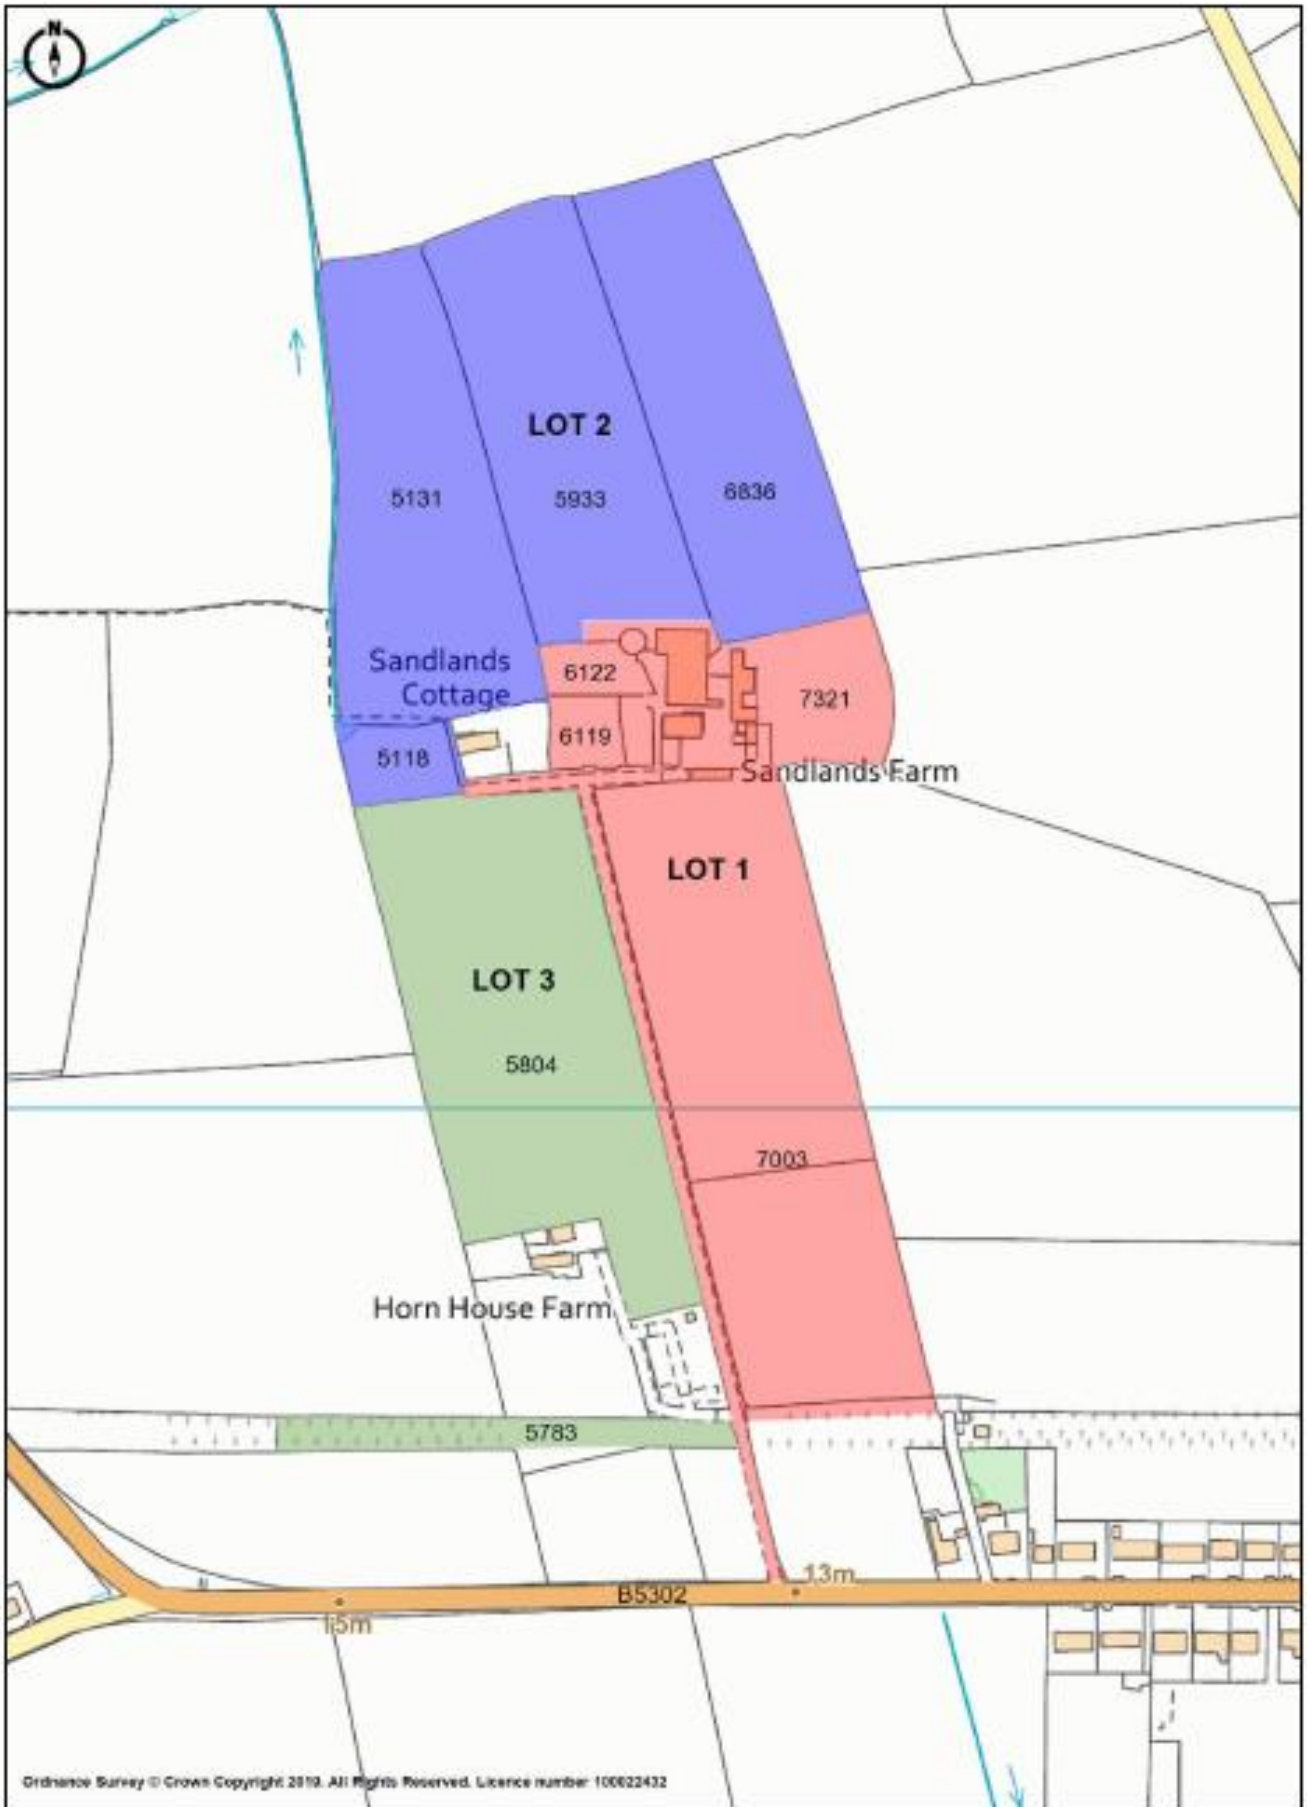 N
LOT 2
5131
5933
6836
Sandlands
Cottage
6122
7321
6119
5118
Sandlands Farm
LOT 1
LOT 3
5804
7003
Horn House Farm
5783
13m
B5302
15m
Ordnance Survey © Crown Copyright 2019. All Rights Reserved. Licence number 100022432